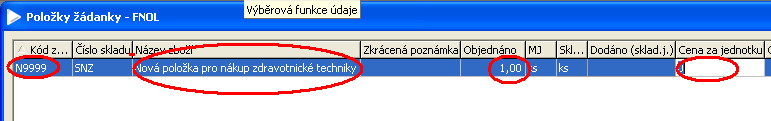 Výběrová funkce údaje
Položky žádanky - FNOL
Kód z... Číslo skladu Název zboží Zkrácená poznámka Objednáno MJ Skl... Dodáno (sklad.j.) Cena za jednotku
N9999 SNZ Nová položka pro nákup zdravotnické techniky 1,00 ks ks